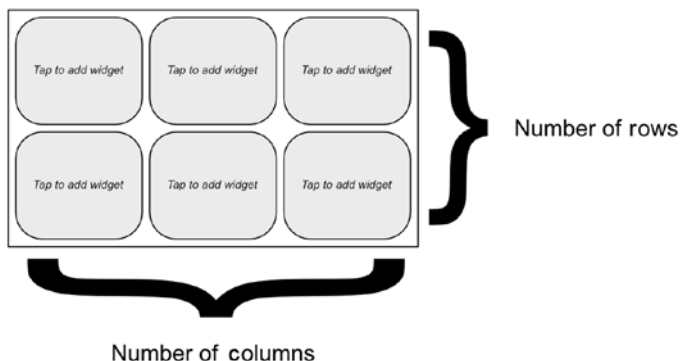 Tap to add widget Tap to add widget Tap to add widget
Number of rows
Tap to add widget Tap to add widget Tap to add widget
Number of columns